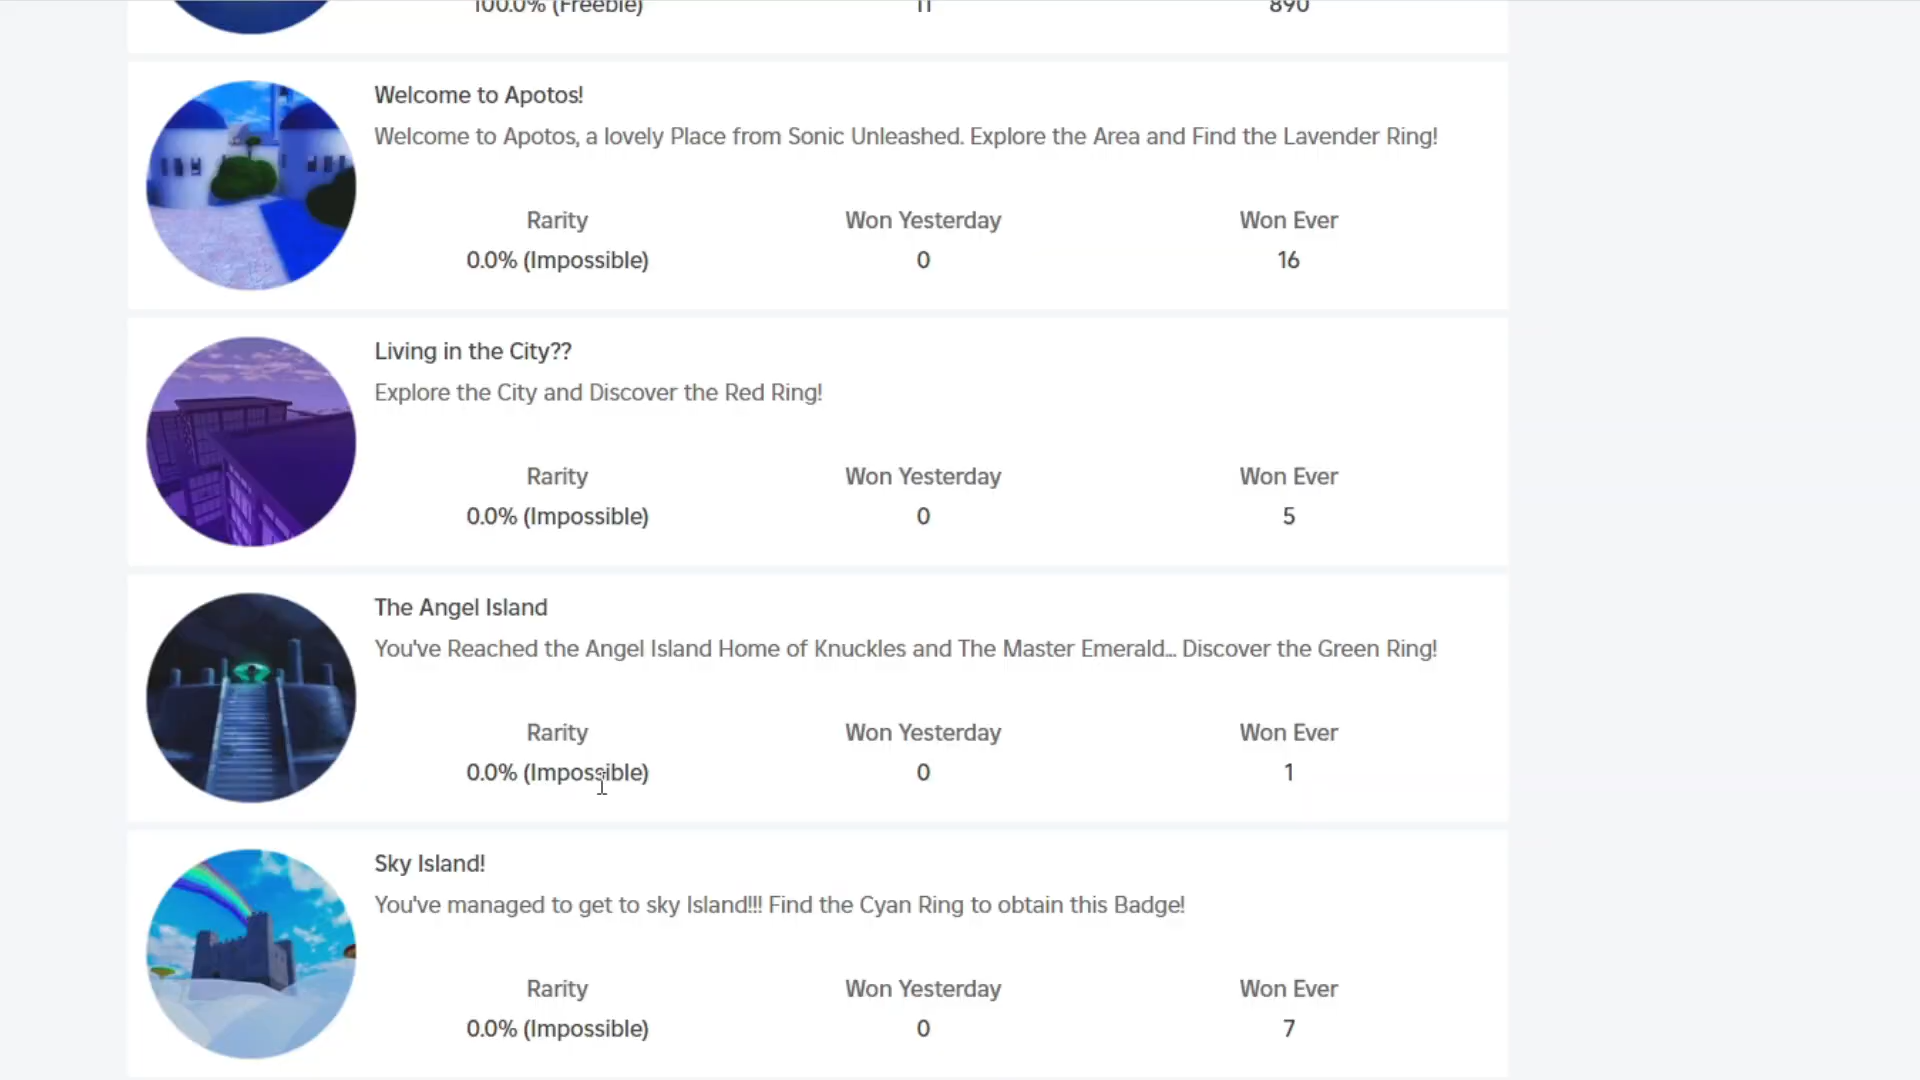 100.0% (Freebie) 11 890
Welcome to Apotos!
Welcome to Apotos, a lovely Place from Sonic Unleashed. Explore the Area and Find the Lavender Ring!
Rarity Won Yesterday Won Ever
0.0% (Impossible) 0 16
Living in the City??
Explore the City and Discover the Red Ring!
Rarity Won Yesterday Won Ever
0.0% (Impossible) 0 5
The Angel Island
You've Reached the Angel Island Home of Knuckles and The Master Emerald... Discover the Green Ring!
Rarity Won Yesterday Won Ever
0.0% (Impossible) 0 1
Sky Island!
You've managed to get to sky Island!!! Find the Cyan Ring to obtain this Badge!
Rarity Won Yesterday Won Ever
0.0% (Impossible) 0 7